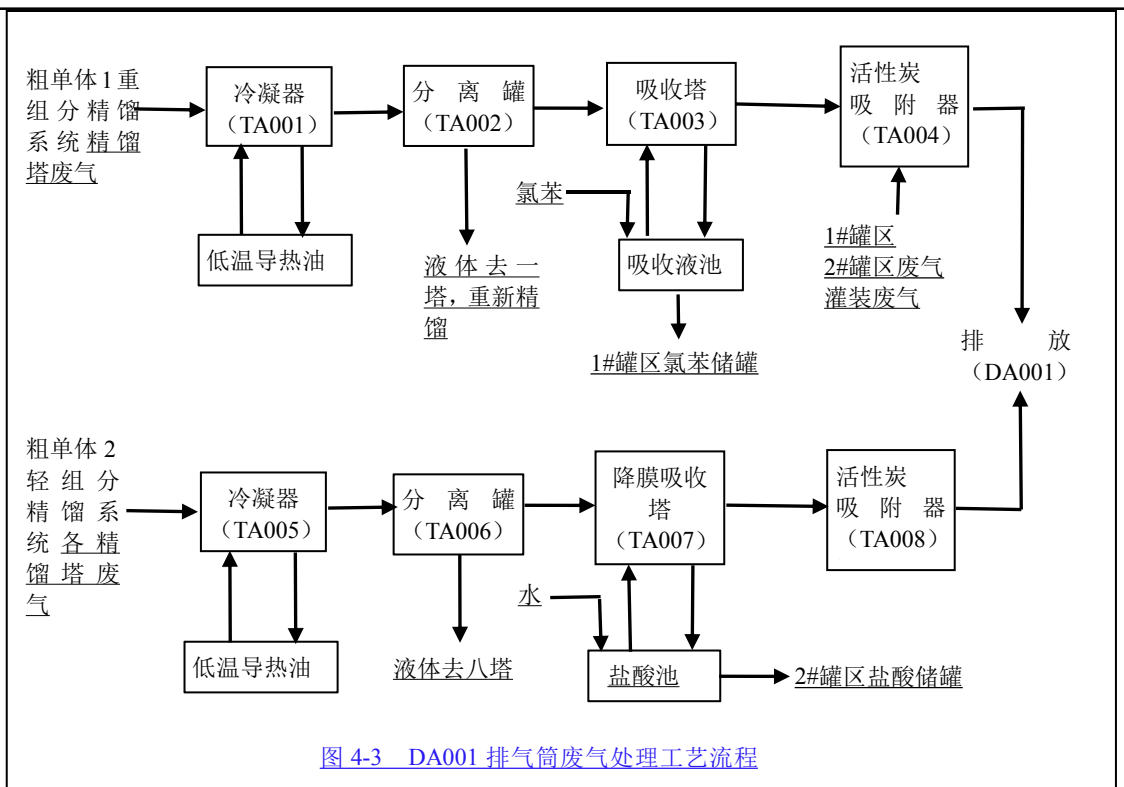 粗单体 1 重
组分精馏
系统精馏
塔废气
冷凝器
（TA001）
分离罐
（TA002）
吸收塔
（TA003）
活性炭
吸附器
（TA004）
低温导热油
液体去一
塔，重新精
馏
氯苯
吸收液池
1#罐区氯苯储罐
1#罐区
2#罐区废气
灌装废气
排放
（DA001）
粗单体 2
轻组分
精馏系
统各精
馏塔废
气
冷凝器
（TA005）
分离罐
（TA006）
降膜吸收
塔
（TA007）
活性炭
吸附器
（TA008）
低温导热油
液体去八塔
水
盐酸池
2#罐区盐酸储罐
图 4-3 DA001 排气筒废气处理工艺流程